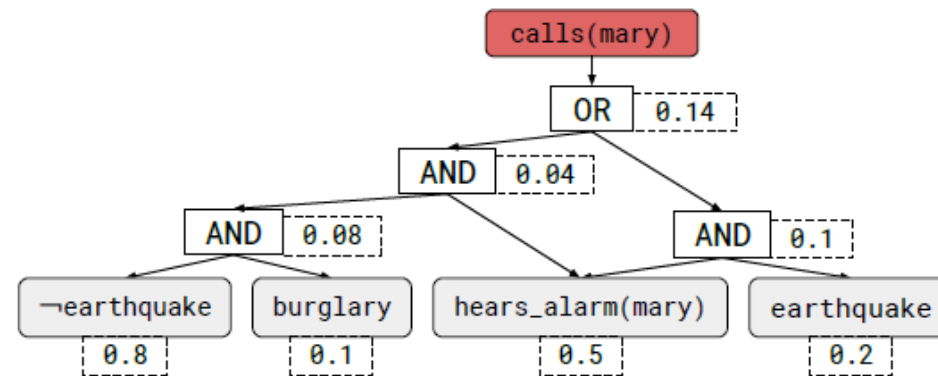 calls(mary)
OR 0.14
AND 0.04
AND 0.08 AND 0.1
¬earthquake burglary hears_alarm(mary) earthquake
0.8 0.1 0.5 0.2